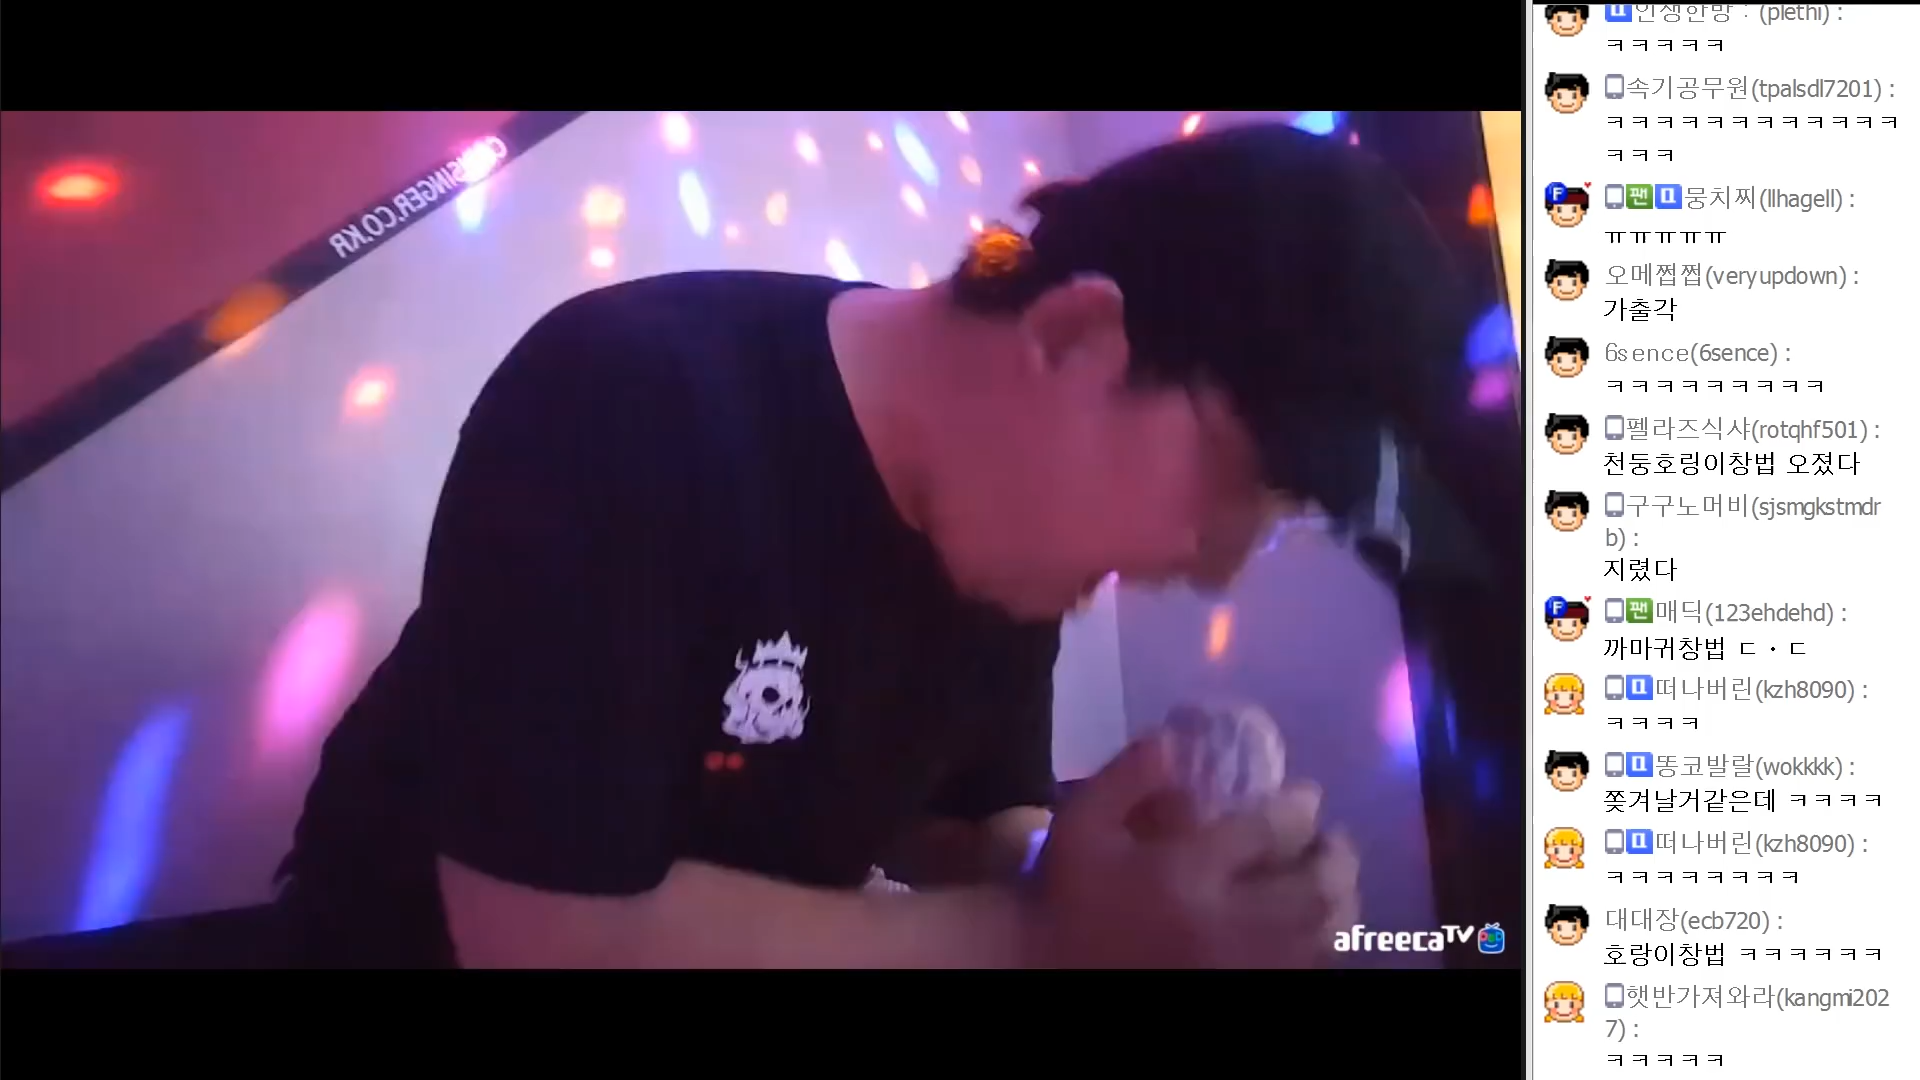 COINSINGER.CO.KR
afreecaTV
인생한방 : (plethi) :
ㅋㅋㅋㅋㅋ
속기공무원(tpalsdl7201) :
ㅋㅋㅋㅋㅋㅋㅋㅋㅋㅋㅋㅋ
ㅋㅋㅋ
팬 뭉치찌(llhagell) :
ㅠㅠㅠㅠㅠ
오메쩝쩝(veryupdown) :
가출각
6sence(6sence) :
ㅋㅋㅋㅋㅋㅋㅋㅋㅋ
펠라즈식샤(rotqhf501) :
천둥호링이창법 오졌다
구구노머비(sjsmgkstmdr
b) :
지렸다
팬 매딕(123ehdehd) :
까마귀창법 ㄷ·ㄷ
떠나버린(kzh8090) :
ㅋㅋㅋㅋ
똥코발랄(wokkkk) :
쫒겨날거같은데 ㅋㅋㅋㅋ
떠나버린(kzh8090) :
ㅋㅋㅋㅋㅋㅋㅋㅋ
대대장(ecb720) :
호랑이창법 ㅋㅋㅋㅋㅋㅋ
햇반가져와라(kangmi202
7) :
ㅋㅋㅋㅋㅋ